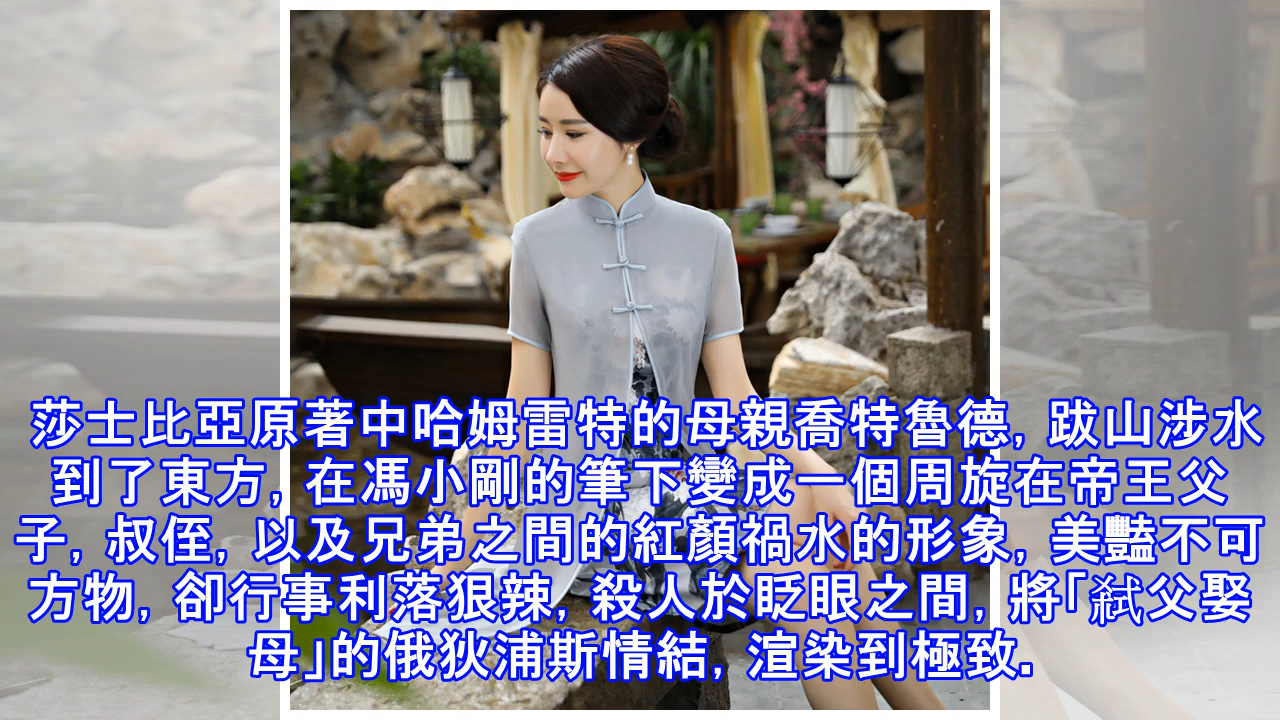 莎士比亞原著中哈姆雷特的母親喬特魯德, 跋山涉水
到了東方, 在馮小剛的筆下變成一個周旋在帝王父
子, 叔侄, 以及兄弟之間的紅顏禍水的形象, 美豔不可
方物, 卻行事利落狠辣, 殺人於眨眼之間, 將「弒父娶
母」的俄狄浦斯情結, 渲染到極致.